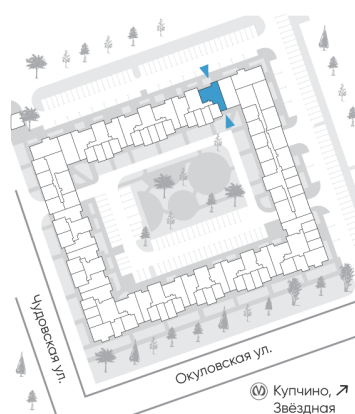 Чудовская ул.
Окуловская ул.
Купчино, ↗
Звёздная